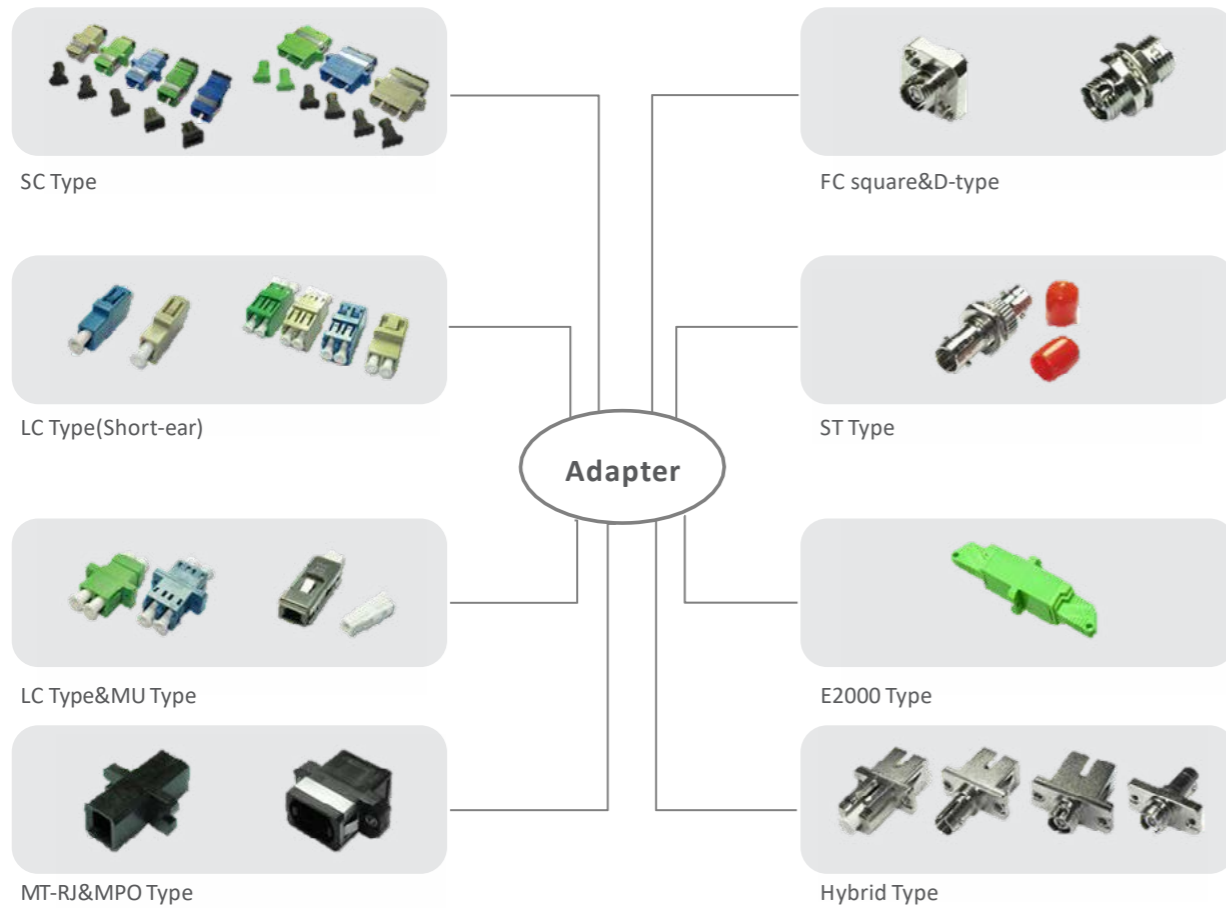 SC Type
FC square&D-type
LC Type(Short-ear)
ST Type
Adapter
LC Type&MU Type
E2000 Type
MT-RJ&MPO Type
Hybrid Type